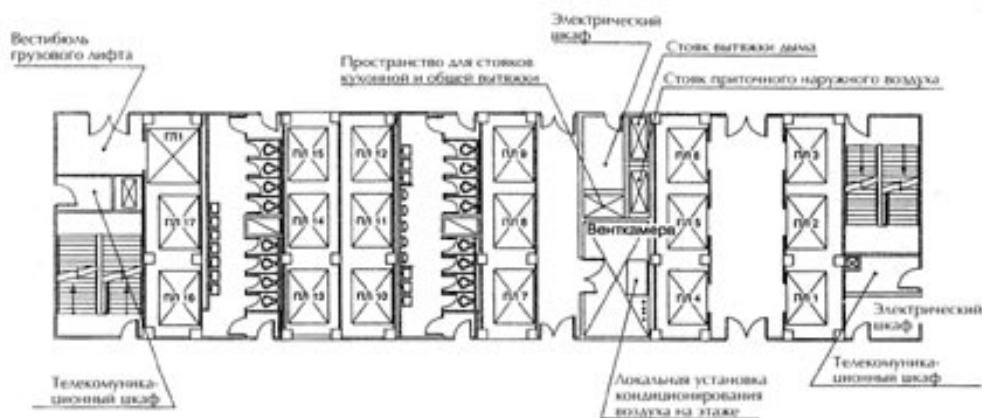 Электрический
шкаф
Вестибюль
грузового лифта
Стояк вытяжки дыма
Пространство для стояков
кухонной и общей вытяжки
Стояк приточного наружного воздуха
ГЛ1
ПЛ 15
ПЛ 12
ПЛ 9
ПЛ 6
ПЛ 3
ПЛ 17
ПЛ 14
ПЛ 11
ПЛ 8
Венткамера
ПЛ 5
ПЛ 2
ПЛ 16
ПЛ 13
ПЛ 10
ПЛ 7
ПЛ 4
ПЛ 1
Электрический
шкаф
Телекомуника-
ционный шкаф
Локальная установка
кондиционирования
воздуха на этаже
Телекомуника-
ционный шкаф